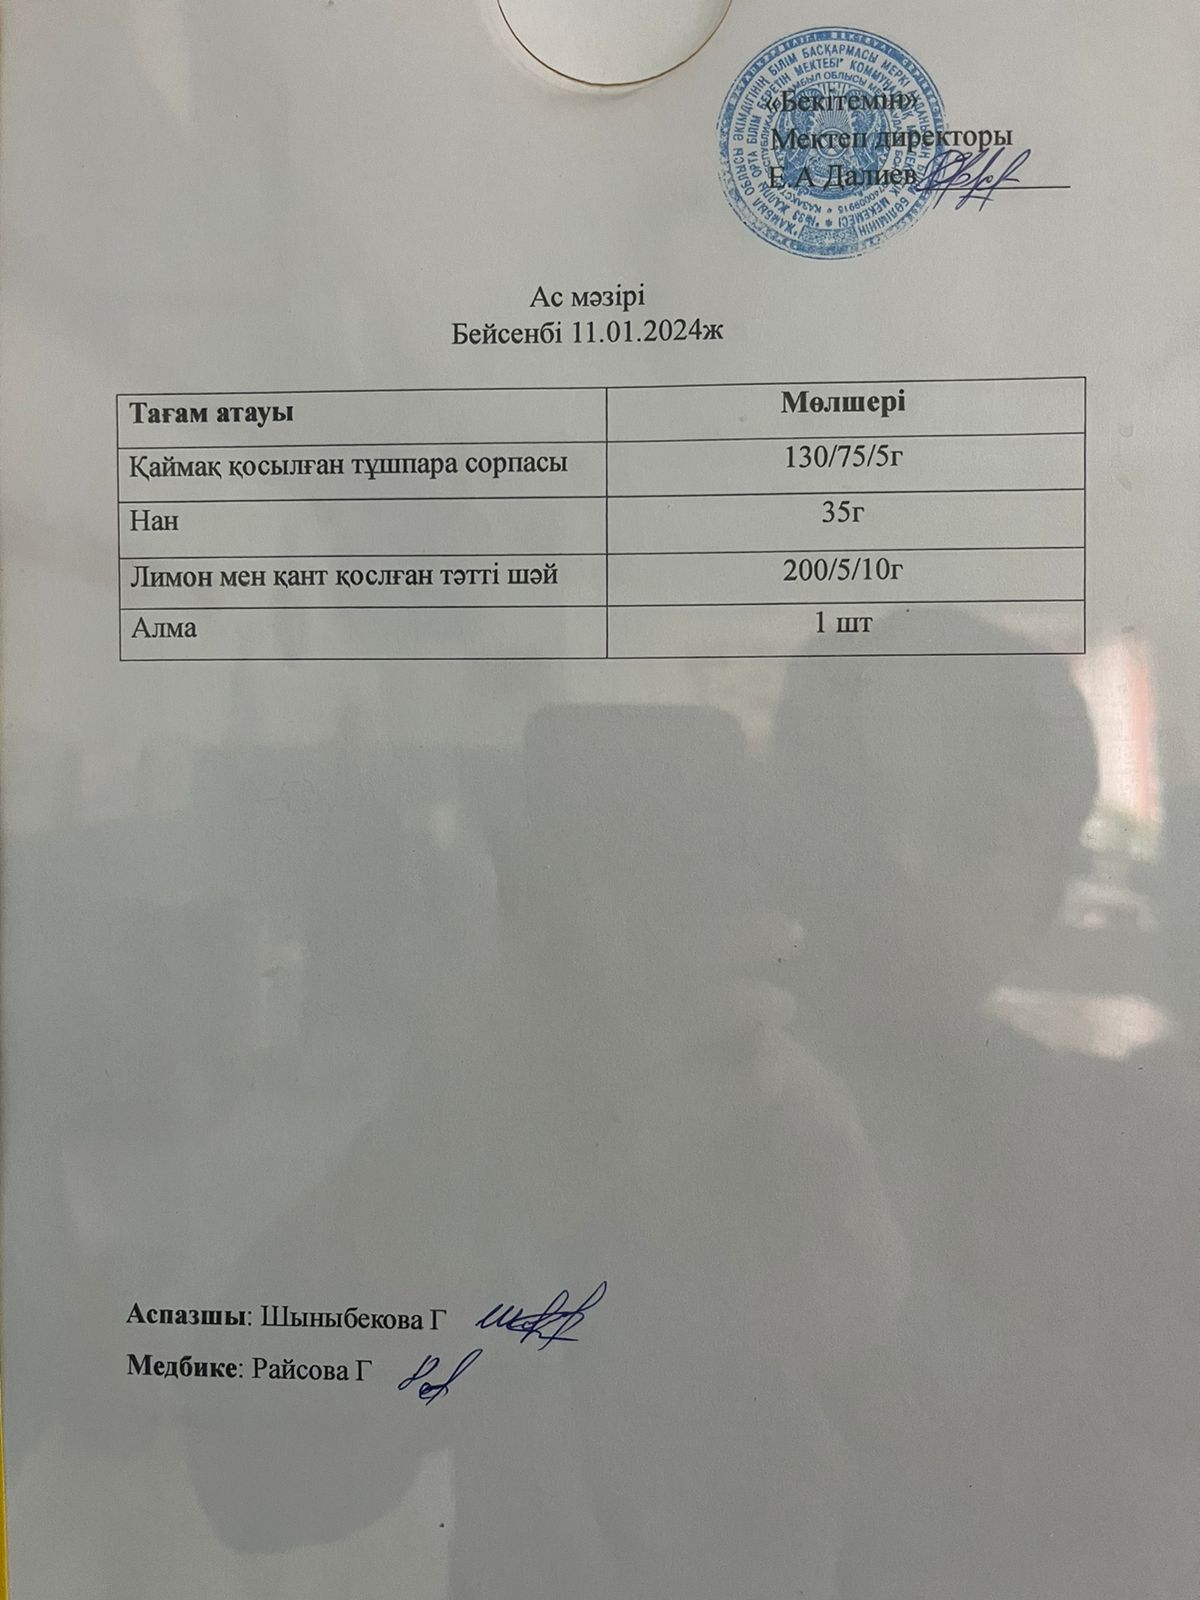 «Бекітемін»
Мектеп директоры
Е.А Далиев
Ас мәзірі
Бейсенбі 11.01.2024ж
Тағам атауы Мөлшері
Қаймақ қосылған тұшпара сорпасы 130/75/5г
Нан 35г
Лимон мен қант қослған тәтті шәй 200/5/10г
Алма 1 шт
Аспазшы: Шыныбекова Г
Медбике: Райсова Г